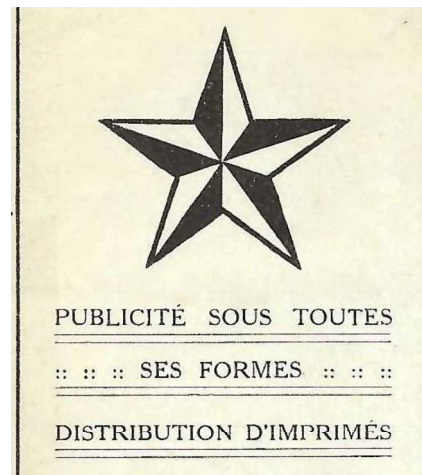 PUBLICITÉ SOUS TOUTES
:: :: :: SES FORMES :: :: ::
DISTRIBUTION D'IMPRIMÉS